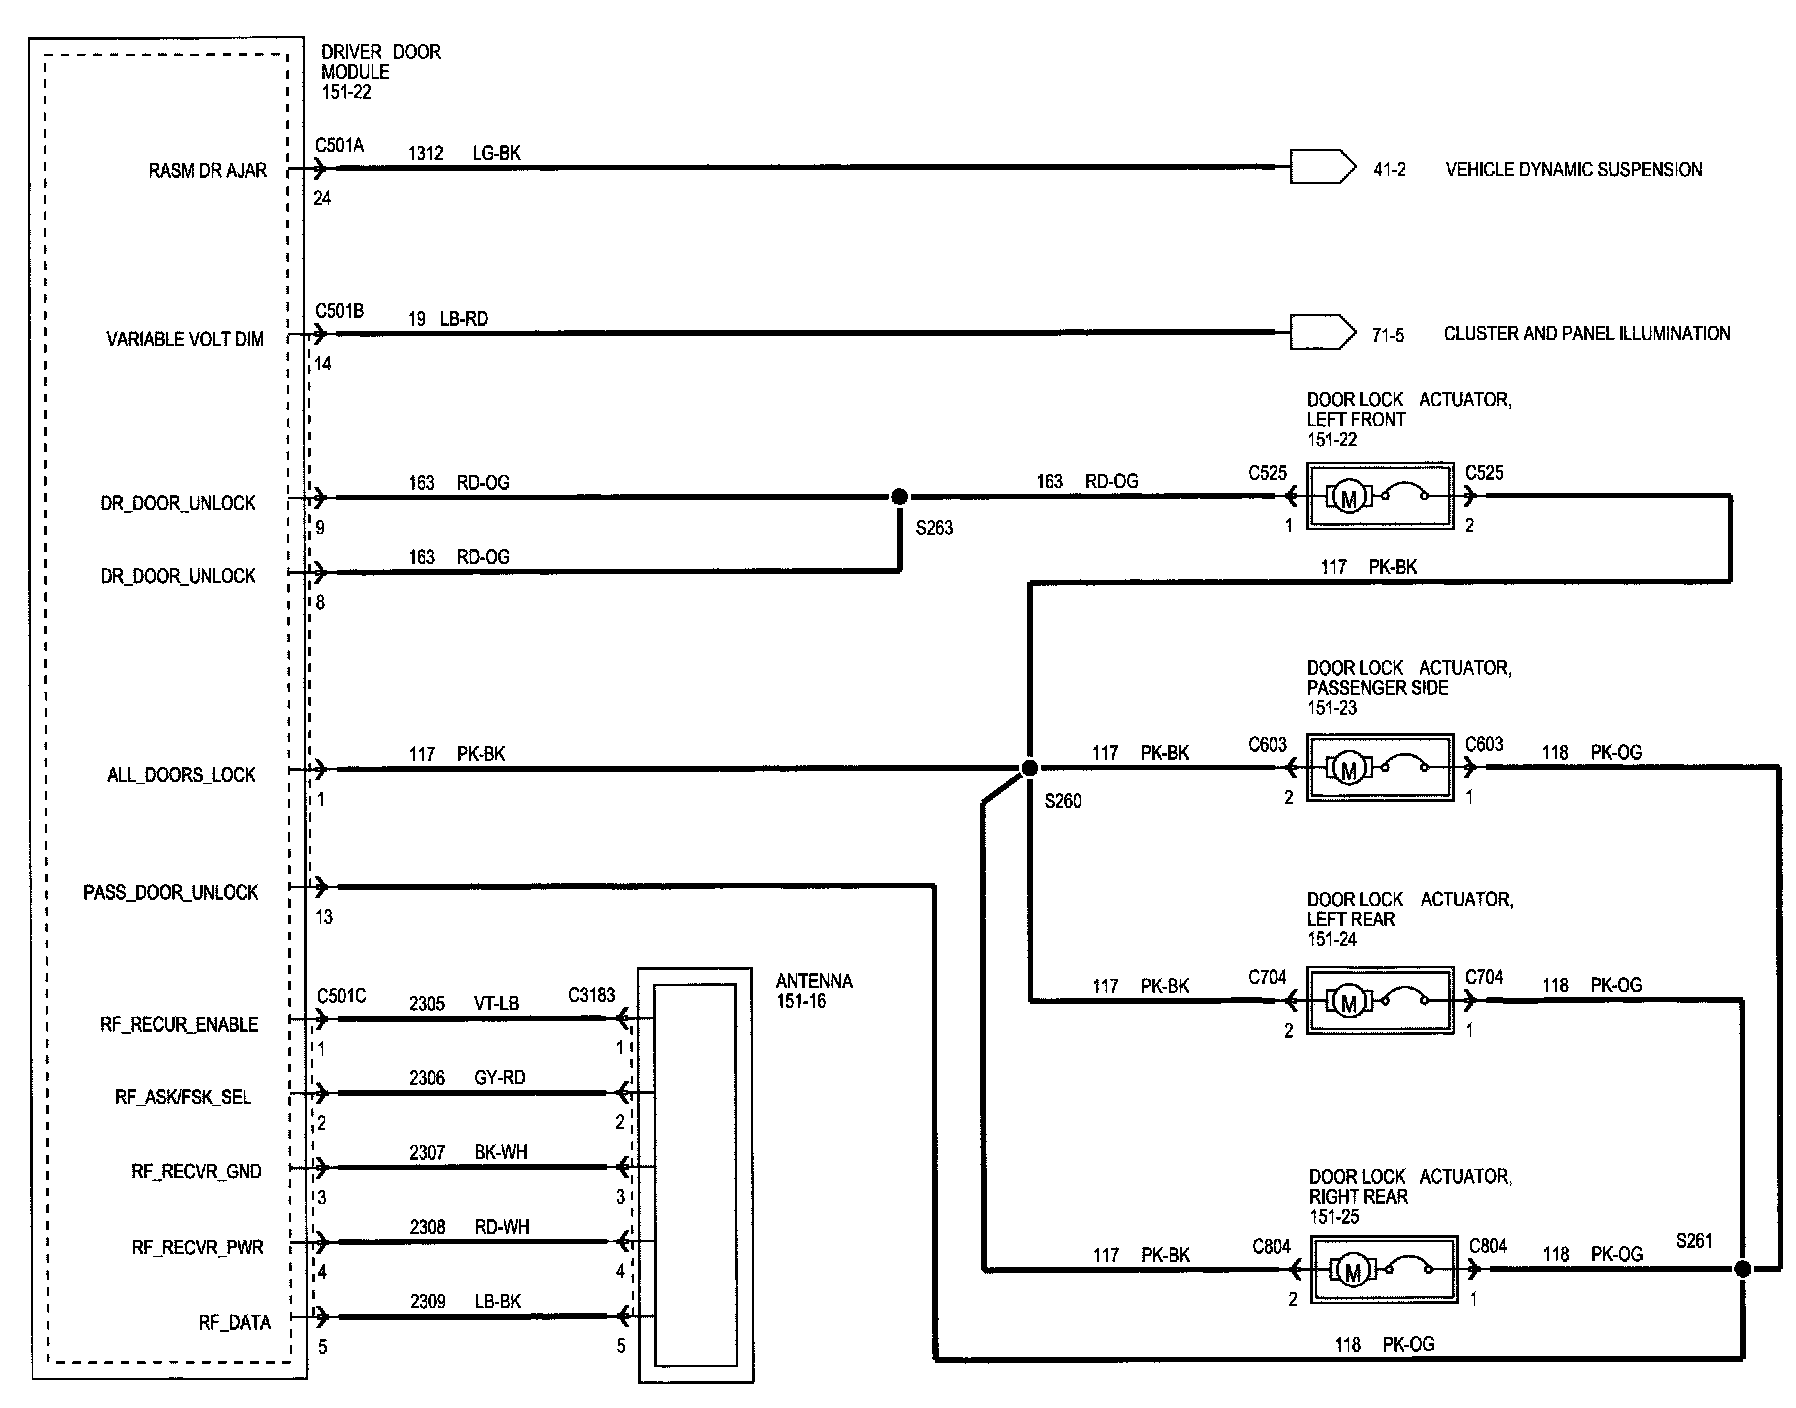 DRIVER DOOR
MODULE
151-22
C501A
RASM DR AJAR
24
1312 LG-BK
41-2 VEHICLE DYNAMIC SUSPENSION
C501B
VARIABLE VOLT DIM
14
19 LB-RD
71-5 CLUSTER AND PANEL ILLUMINATION
DOOR LOCK ACTUATOR,
LEFT FRONT
151-22
DR_DOOR_UNLOCK
9
163 RD-OG
S263
163 RD-OG
C525
1
M
C525
2
DR_DOOR_UNLOCK
8
163 RD-OG
117 PK-BK
DOOR LOCK ACTUATOR,
PASSENGER SIDE
151-23
ALL_DOORS_LOCK
1
117 PK-BK
S260
117 PK-BK
C603
2
M
C603
1
118 PK-OG
PASS_DOOR_UNLOCK
13
DOOR LOCK ACTUATOR,
LEFT REAR
151-24
117 PK-BK
C704
2
M
C704
1
118 PK-OG
ANTENNA
151-16
C501C
RF_RECUR_ENABLE
1
2305 VT-LB
C3183
1
RF_ASK/FSK_SEL
2
2306 GY-RD
2
RF_RECVR_GND
3
2307 BK-WH
3
RF_RECVR_PWR
4
2308 RD-WH
4
RF_DATA
5
2309 LB-BK
5
DOOR LOCK ACTUATOR,
RIGHT REAR
151-25
117 PK-BK
C804
2
M
C804
1
118 PK-OG
S261
118 PK-OG